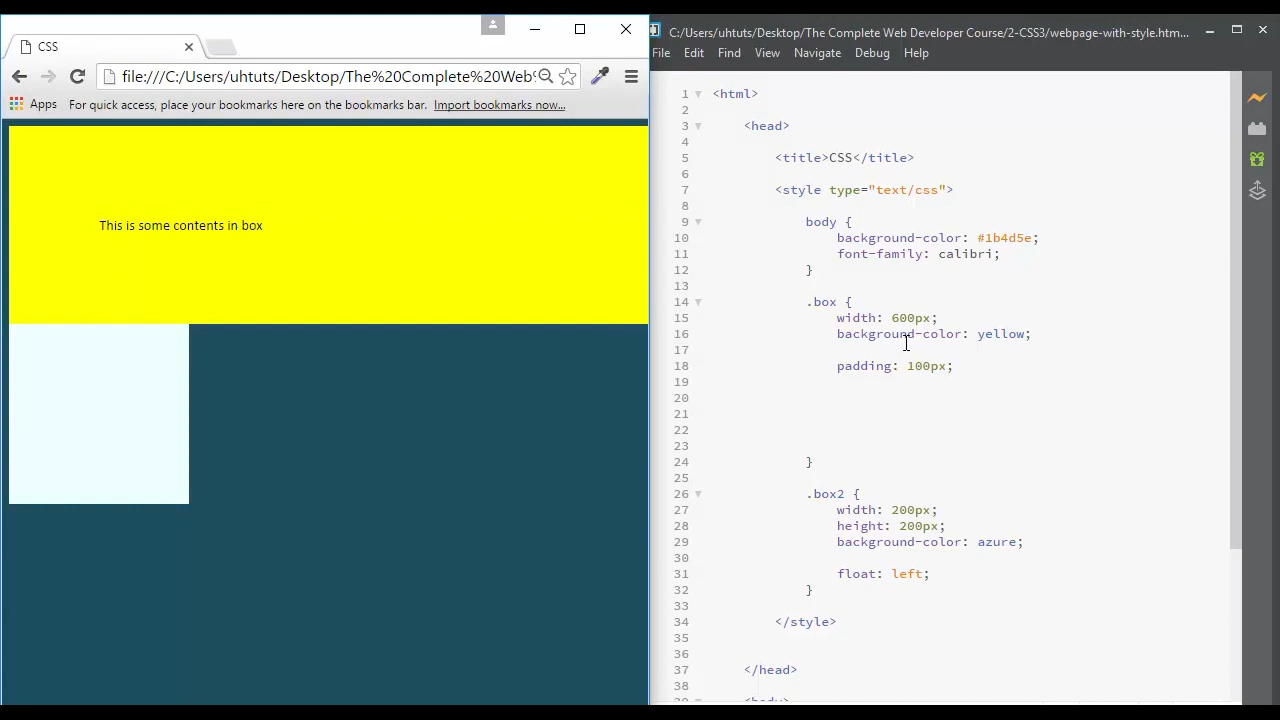 CSS
file:///C:/Users/uhtuts/Desktop/The%20Complete%20Web%
Apps For quick access, place your bookmarks here on the bookmarks bar. Import bookmarks now...
This is some contents in box
C:/Users/uhtuts/Desktop/The Complete Web Developer Course/2-CSS3/webpage-with-style.htm...
File Edit Find View Navigate Debug Help
1 <html>
2
3 <head>
4
5 <title>CSS</title>
6
7 <style type="text/css">
8
9 body {
10 background-color: #1b4d5e;
11 font-family: calibri;
12 }
13
14 .box {
15 width: 600px;
16 background-color: yellow;
17
18 padding: 100px;
19
20
21
22
23
24 }
25
26 .box2 {
27 width: 200px;
28 height: 200px;
29 background-color: azure;
30
31 float: left;
32 }
33
34 </style>
35
36
37 </head>
38
39 <body>